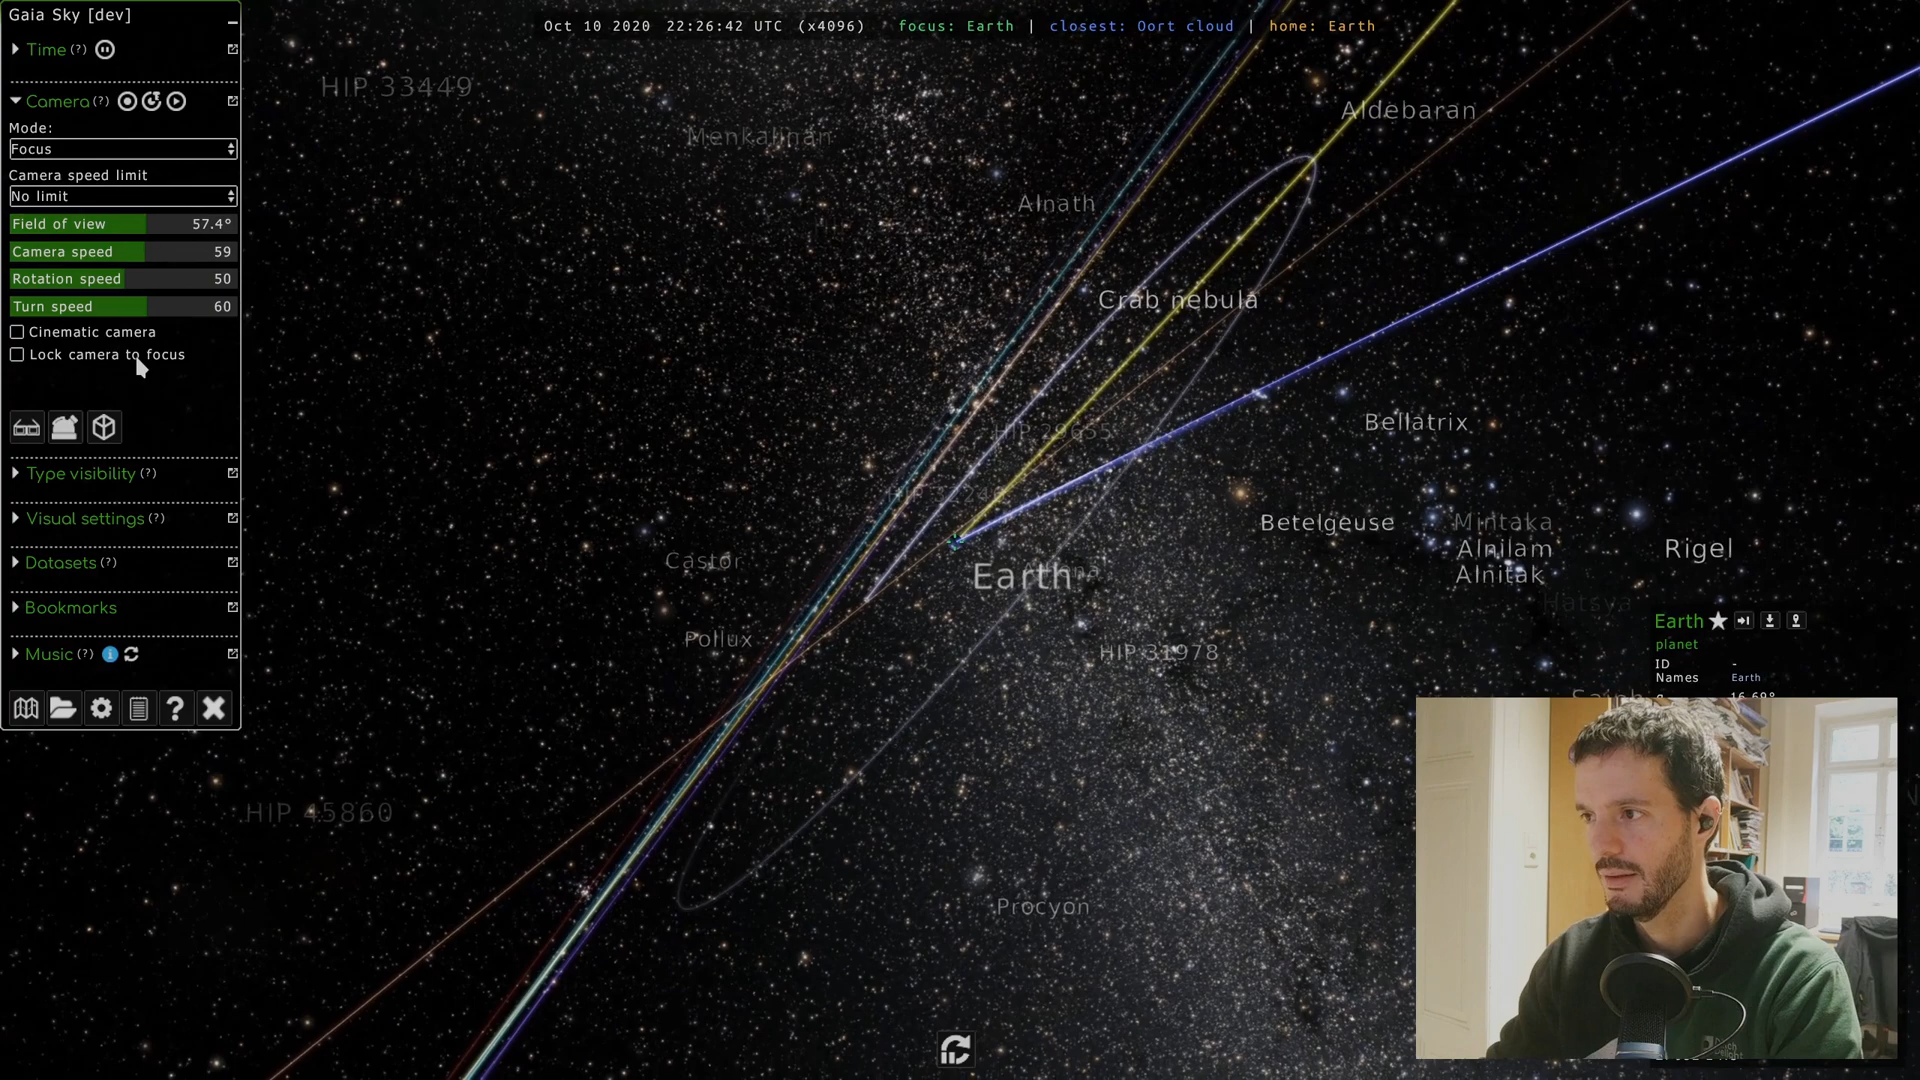 Gaia Sky [dev]
Oct 10 2020 22:26:42 UTC (x4096) focus: Earth | closest: Oort cloud | home: Earth
Time (?)
Camera (?)
Mode:
Focus
Camera speed limit
No limit
Field of view 57.4°
Camera speed 59
Rotation speed 50
Turn speed 60
Cinematic camera
Lock camera to focus
Type visibility (?)
Visual settings (?)
Datasets (?)
Bookmarks
Music (?)
HIP 33449
Menkalinan
Aldebaran
Alnath
Crab nebula
Bellatrix
Betelgeuse
Mintaka
Alnilam
Alnitak
Rigel
Hatsya
Castor
Earth
Pollux
HIP 31978
HIP 45860
Procyon
Earth
planet
ID -
Names Earth